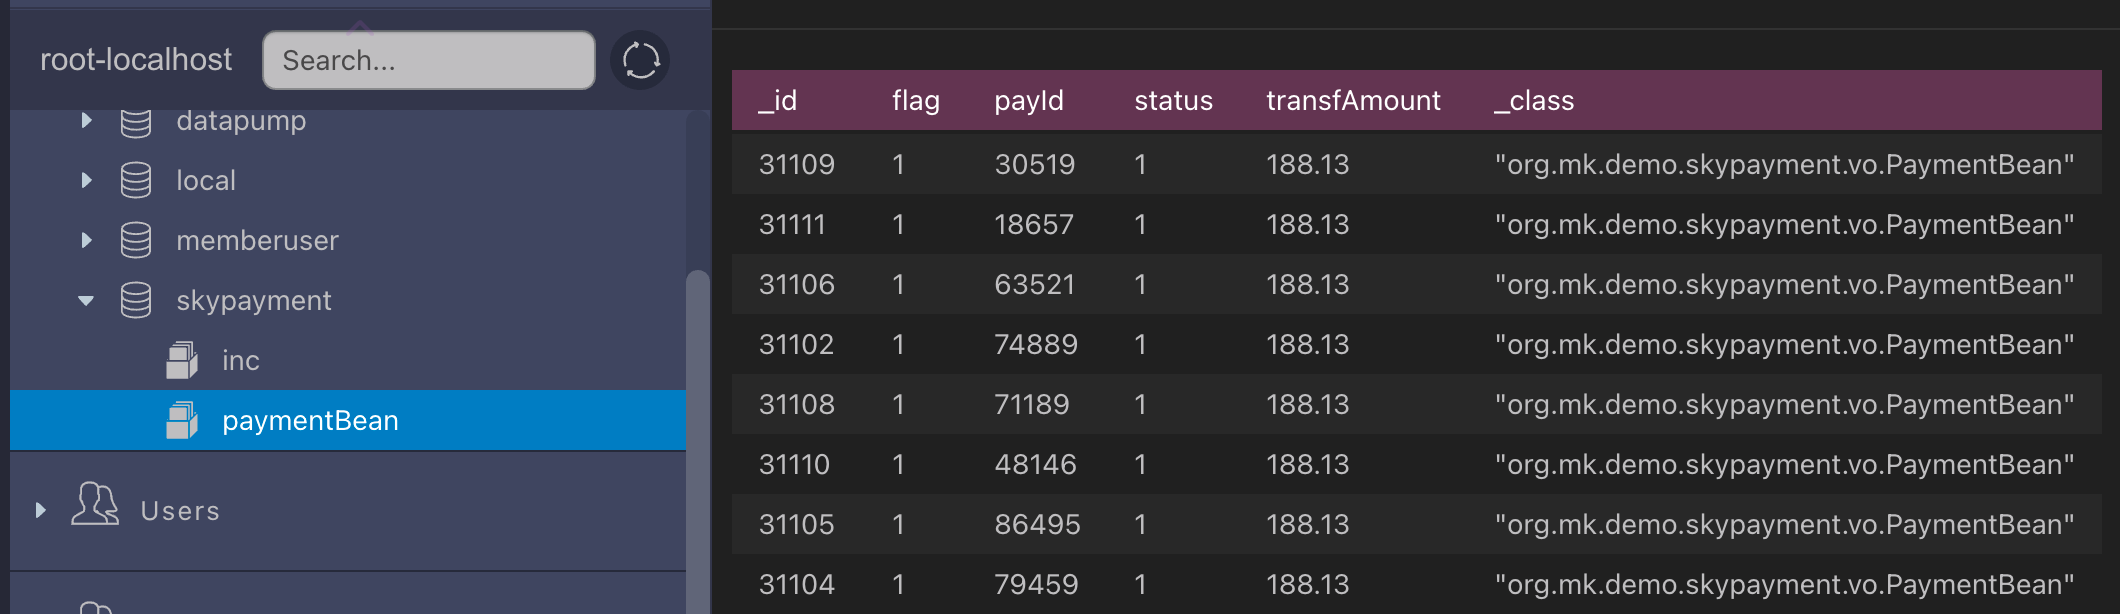 root-localhost
Search...
datapump
local
memberuser
skypayment
inc
paymentBean
Users
_id flag payId status transfAmount _class
31109 1 30519 1 188.13 "org.mk.demo.skypayment.vo.PaymentBean"
31111 1 18657 1 188.13 "org.mk.demo.skypayment.vo.PaymentBean"
31106 1 63521 1 188.13 "org.mk.demo.skypayment.vo.PaymentBean"
31102 1 74889 1 188.13 "org.mk.demo.skypayment.vo.PaymentBean"
31108 1 71189 1 188.13 "org.mk.demo.skypayment.vo.PaymentBean"
31110 1 48146 1 188.13 "org.mk.demo.skypayment.vo.PaymentBean"
31105 1 86495 1 188.13 "org.mk.demo.skypayment.vo.PaymentBean"
31104 1 79459 1 188.13 "org.mk.demo.skypayment.vo.PaymentBean"